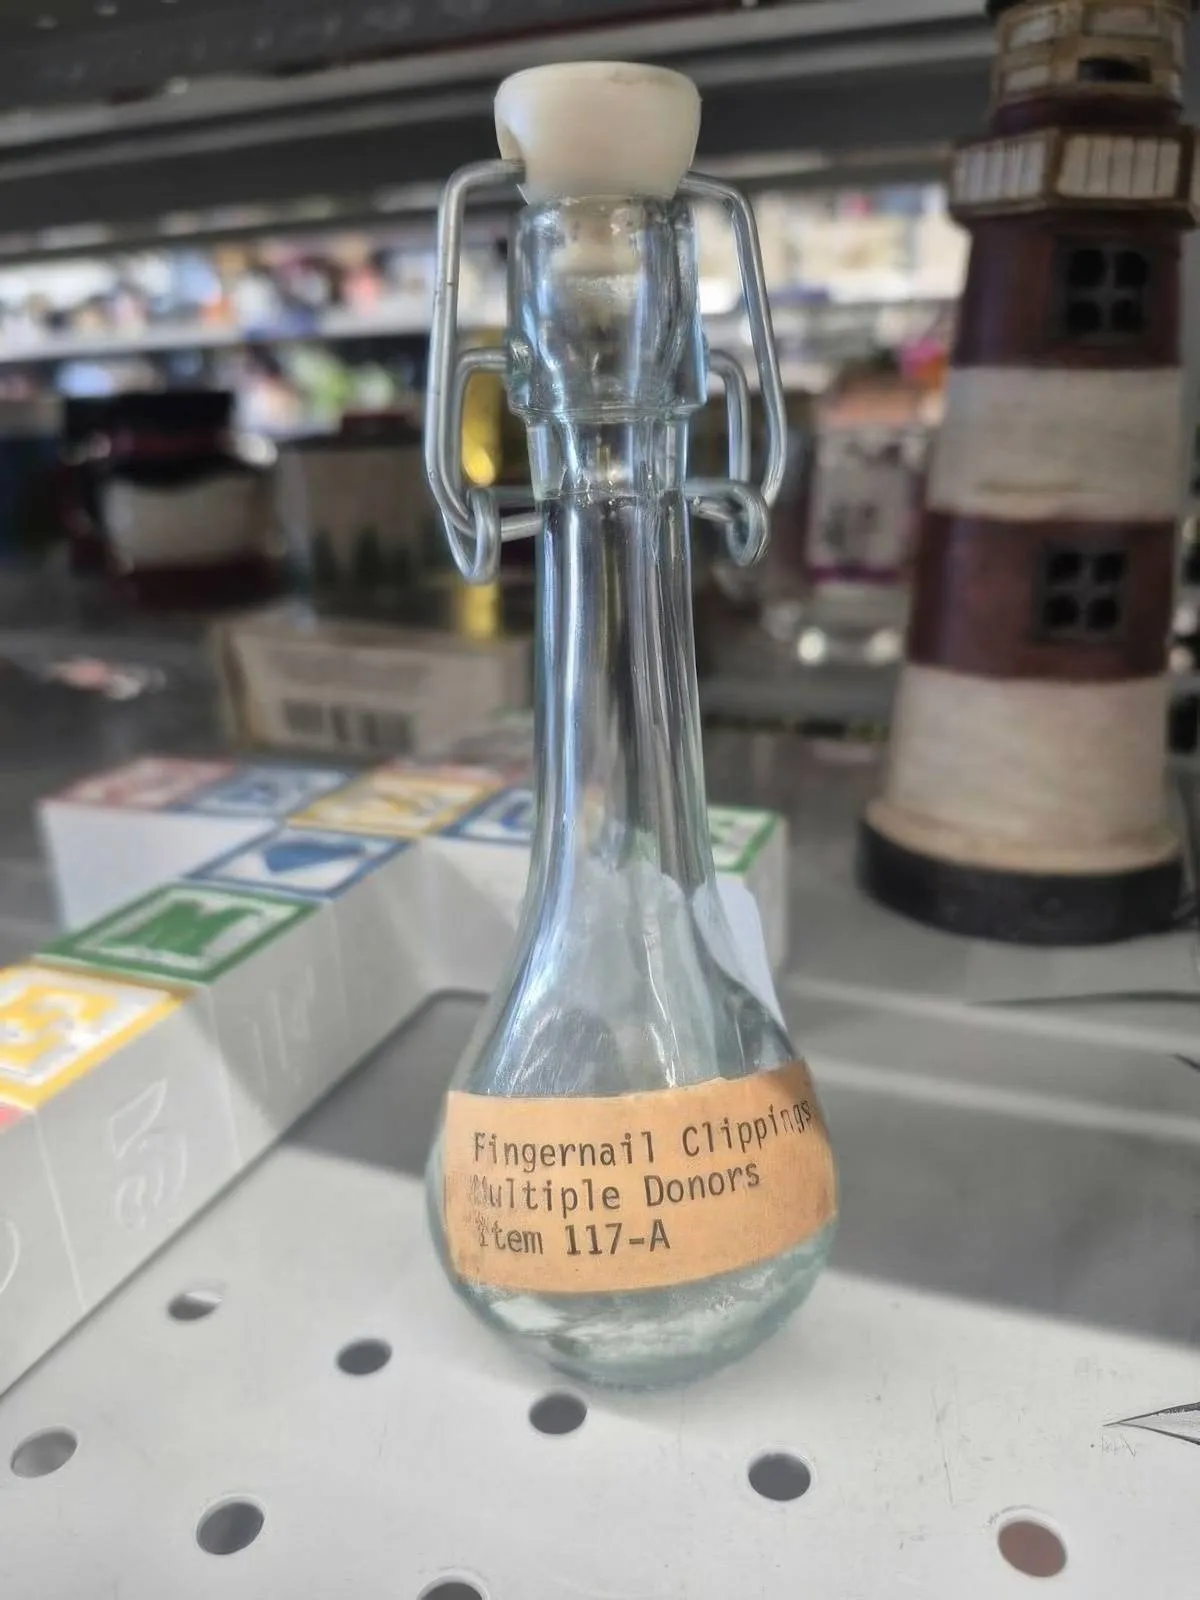 Fingernail Clippings
Multiple Donors
Item 117-A
M
E